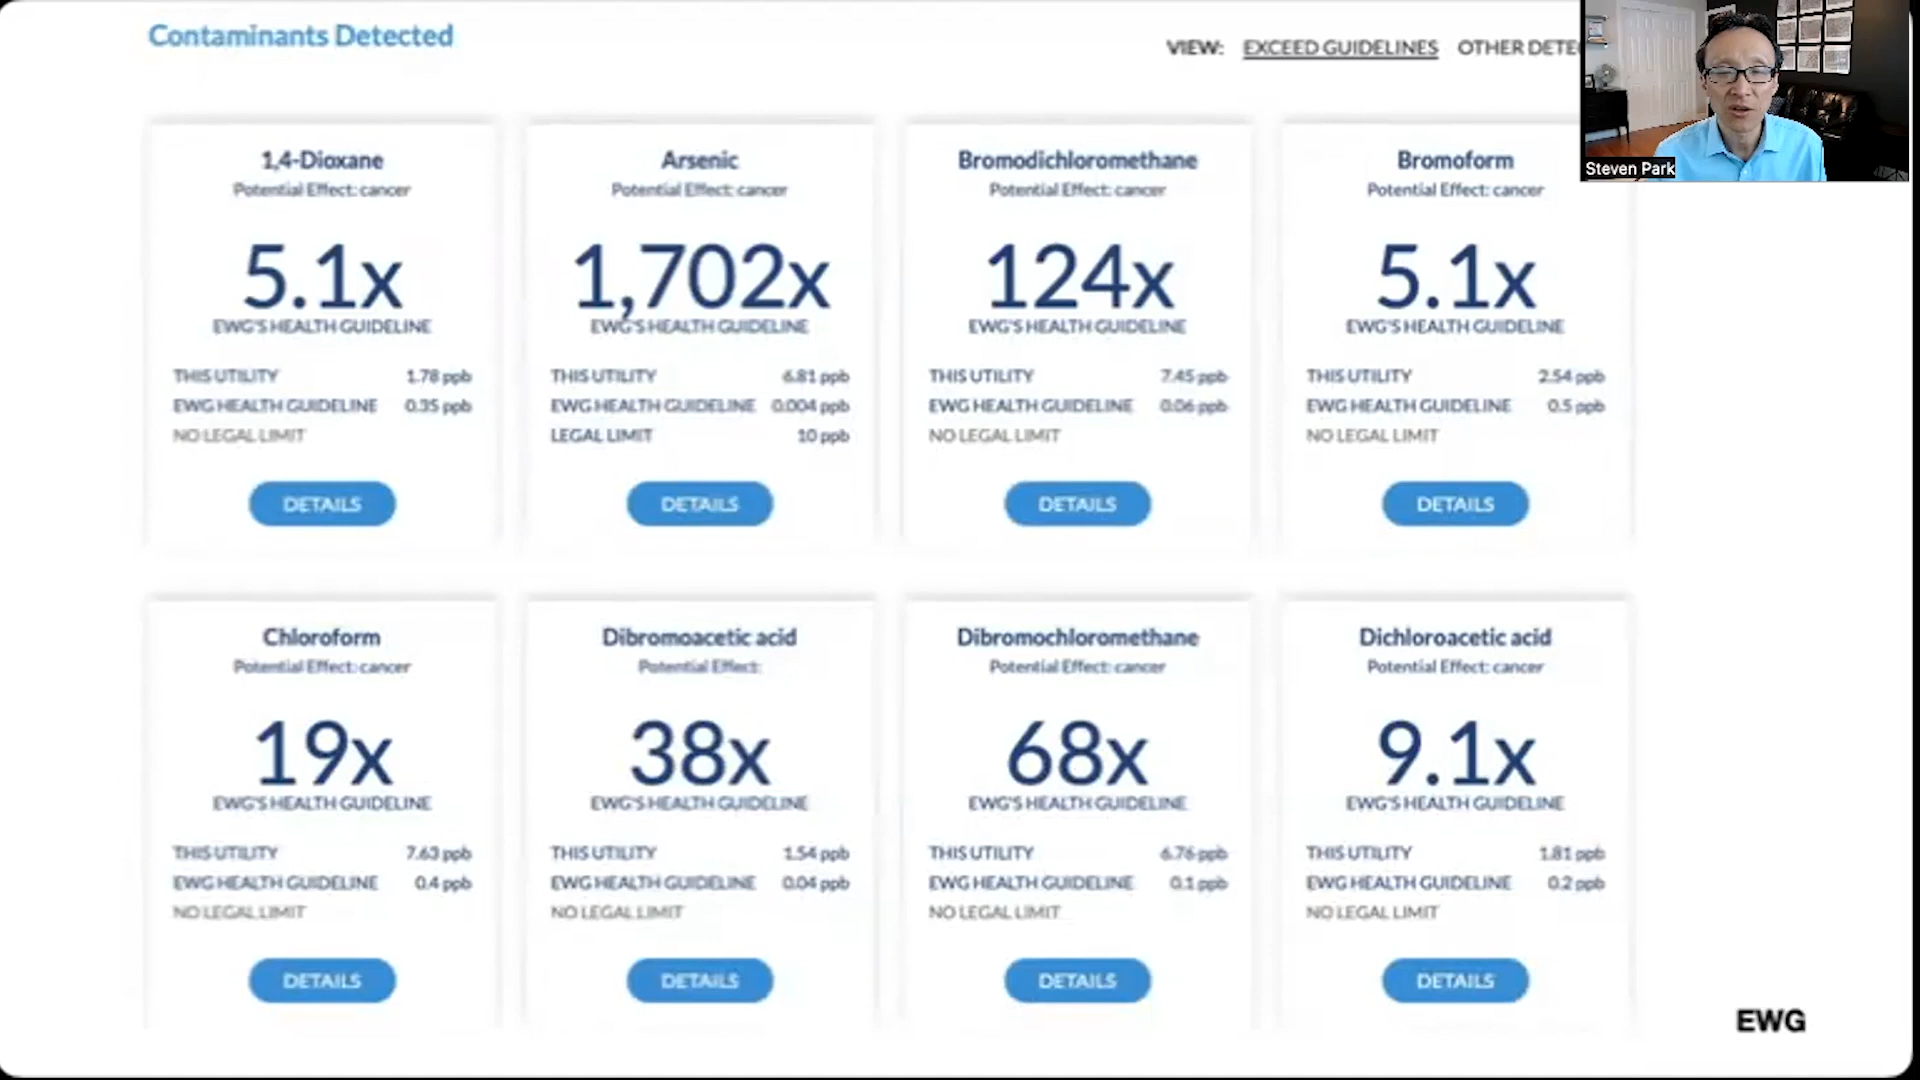 Contaminants Detected
VIEW: EXCEED GUIDELINES OTHER DETE
Steven Park
1,4-Dioxane
Potential Effect: cancer
5.1x
EWG'S HEALTH GUIDELINE
THIS UTILITY 1.78 ppb
EWG HEALTH GUIDELINE 0.35 ppb
NO LEGAL LIMIT
DETAILS
Arsenic
Potential Effect: cancer
1,702x
EWG'S HEALTH GUIDELINE
THIS UTILITY 6.81 ppb
EWG HEALTH GUIDELINE 0.004 ppb
LEGAL LIMIT 10 ppb
DETAILS
Bromodichloromethane
Potential Effect: cancer
124x
EWG'S HEALTH GUIDELINE
THIS UTILITY 7.45 ppb
EWG HEALTH GUIDELINE 0.06 ppb
NO LEGAL LIMIT
DETAILS
Bromoform
Potential Effect: cancer
5.1x
EWG'S HEALTH GUIDELINE
THIS UTILITY 2.54 ppb
EWG HEALTH GUIDELINE 0.5 ppb
NO LEGAL LIMIT
DETAILS
Chloroform
Potential Effect: cancer
19x
EWG'S HEALTH GUIDELINE
THIS UTILITY 7.63 ppb
EWG HEALTH GUIDELINE 0.4 ppb
NO LEGAL LIMIT
DETAILS
Dibromoacetic acid
Potential Effect:
38x
EWG'S HEALTH GUIDELINE
THIS UTILITY 1.54 ppb
EWG HEALTH GUIDELINE 0.04 ppb
NO LEGAL LIMIT
DETAILS
Dibromochloromethane
Potential Effect: cancer
68x
EWG'S HEALTH GUIDELINE
THIS UTILITY 6.76 ppb
EWG HEALTH GUIDELINE 0.1 ppb
NO LEGAL LIMIT
DETAILS
Dichloroacetic acid
Potential Effect: cancer
9.1x
EWG'S HEALTH GUIDELINE
THIS UTILITY 1.81 ppb
EWG HEALTH GUIDELINE 0.2 ppb
NO LEGAL LIMIT
DETAILS
EWG